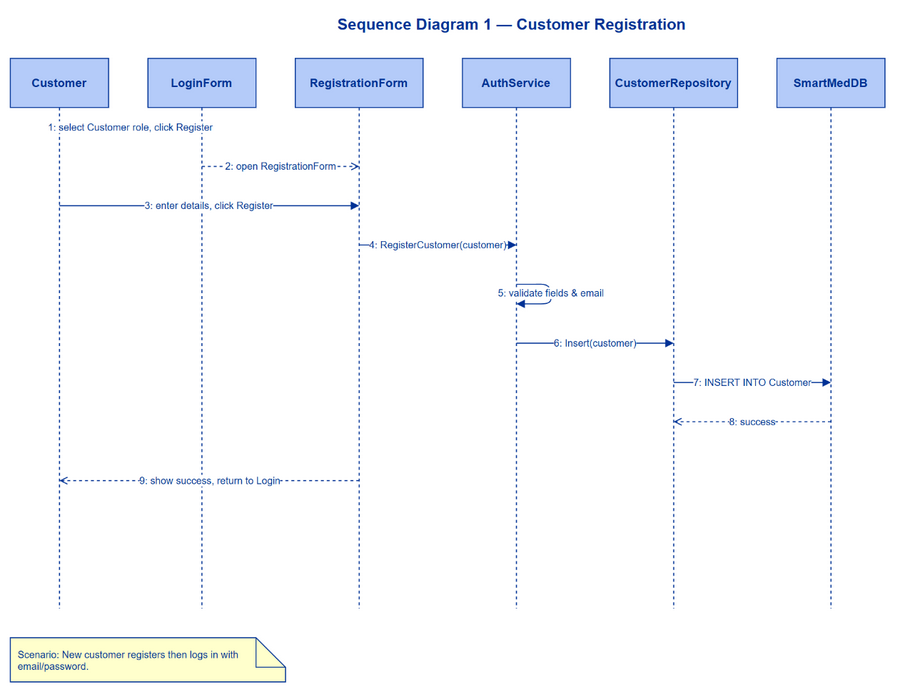 Sequence Diagram 1 — Customer Registration
Customer
LoginForm
RegistrationForm
AuthService
CustomerRepository
SmartMedDB
1: select Customer role, click Register
2: open RegistrationForm
3: enter details, click Register
4: RegisterCustomer(customer)
5: validate fields & email
6: Insert(customer)
7: INSERT INTO Customer
8: success
9: show success, return to Login
Scenario: New customer registers then logs in with
email/password.